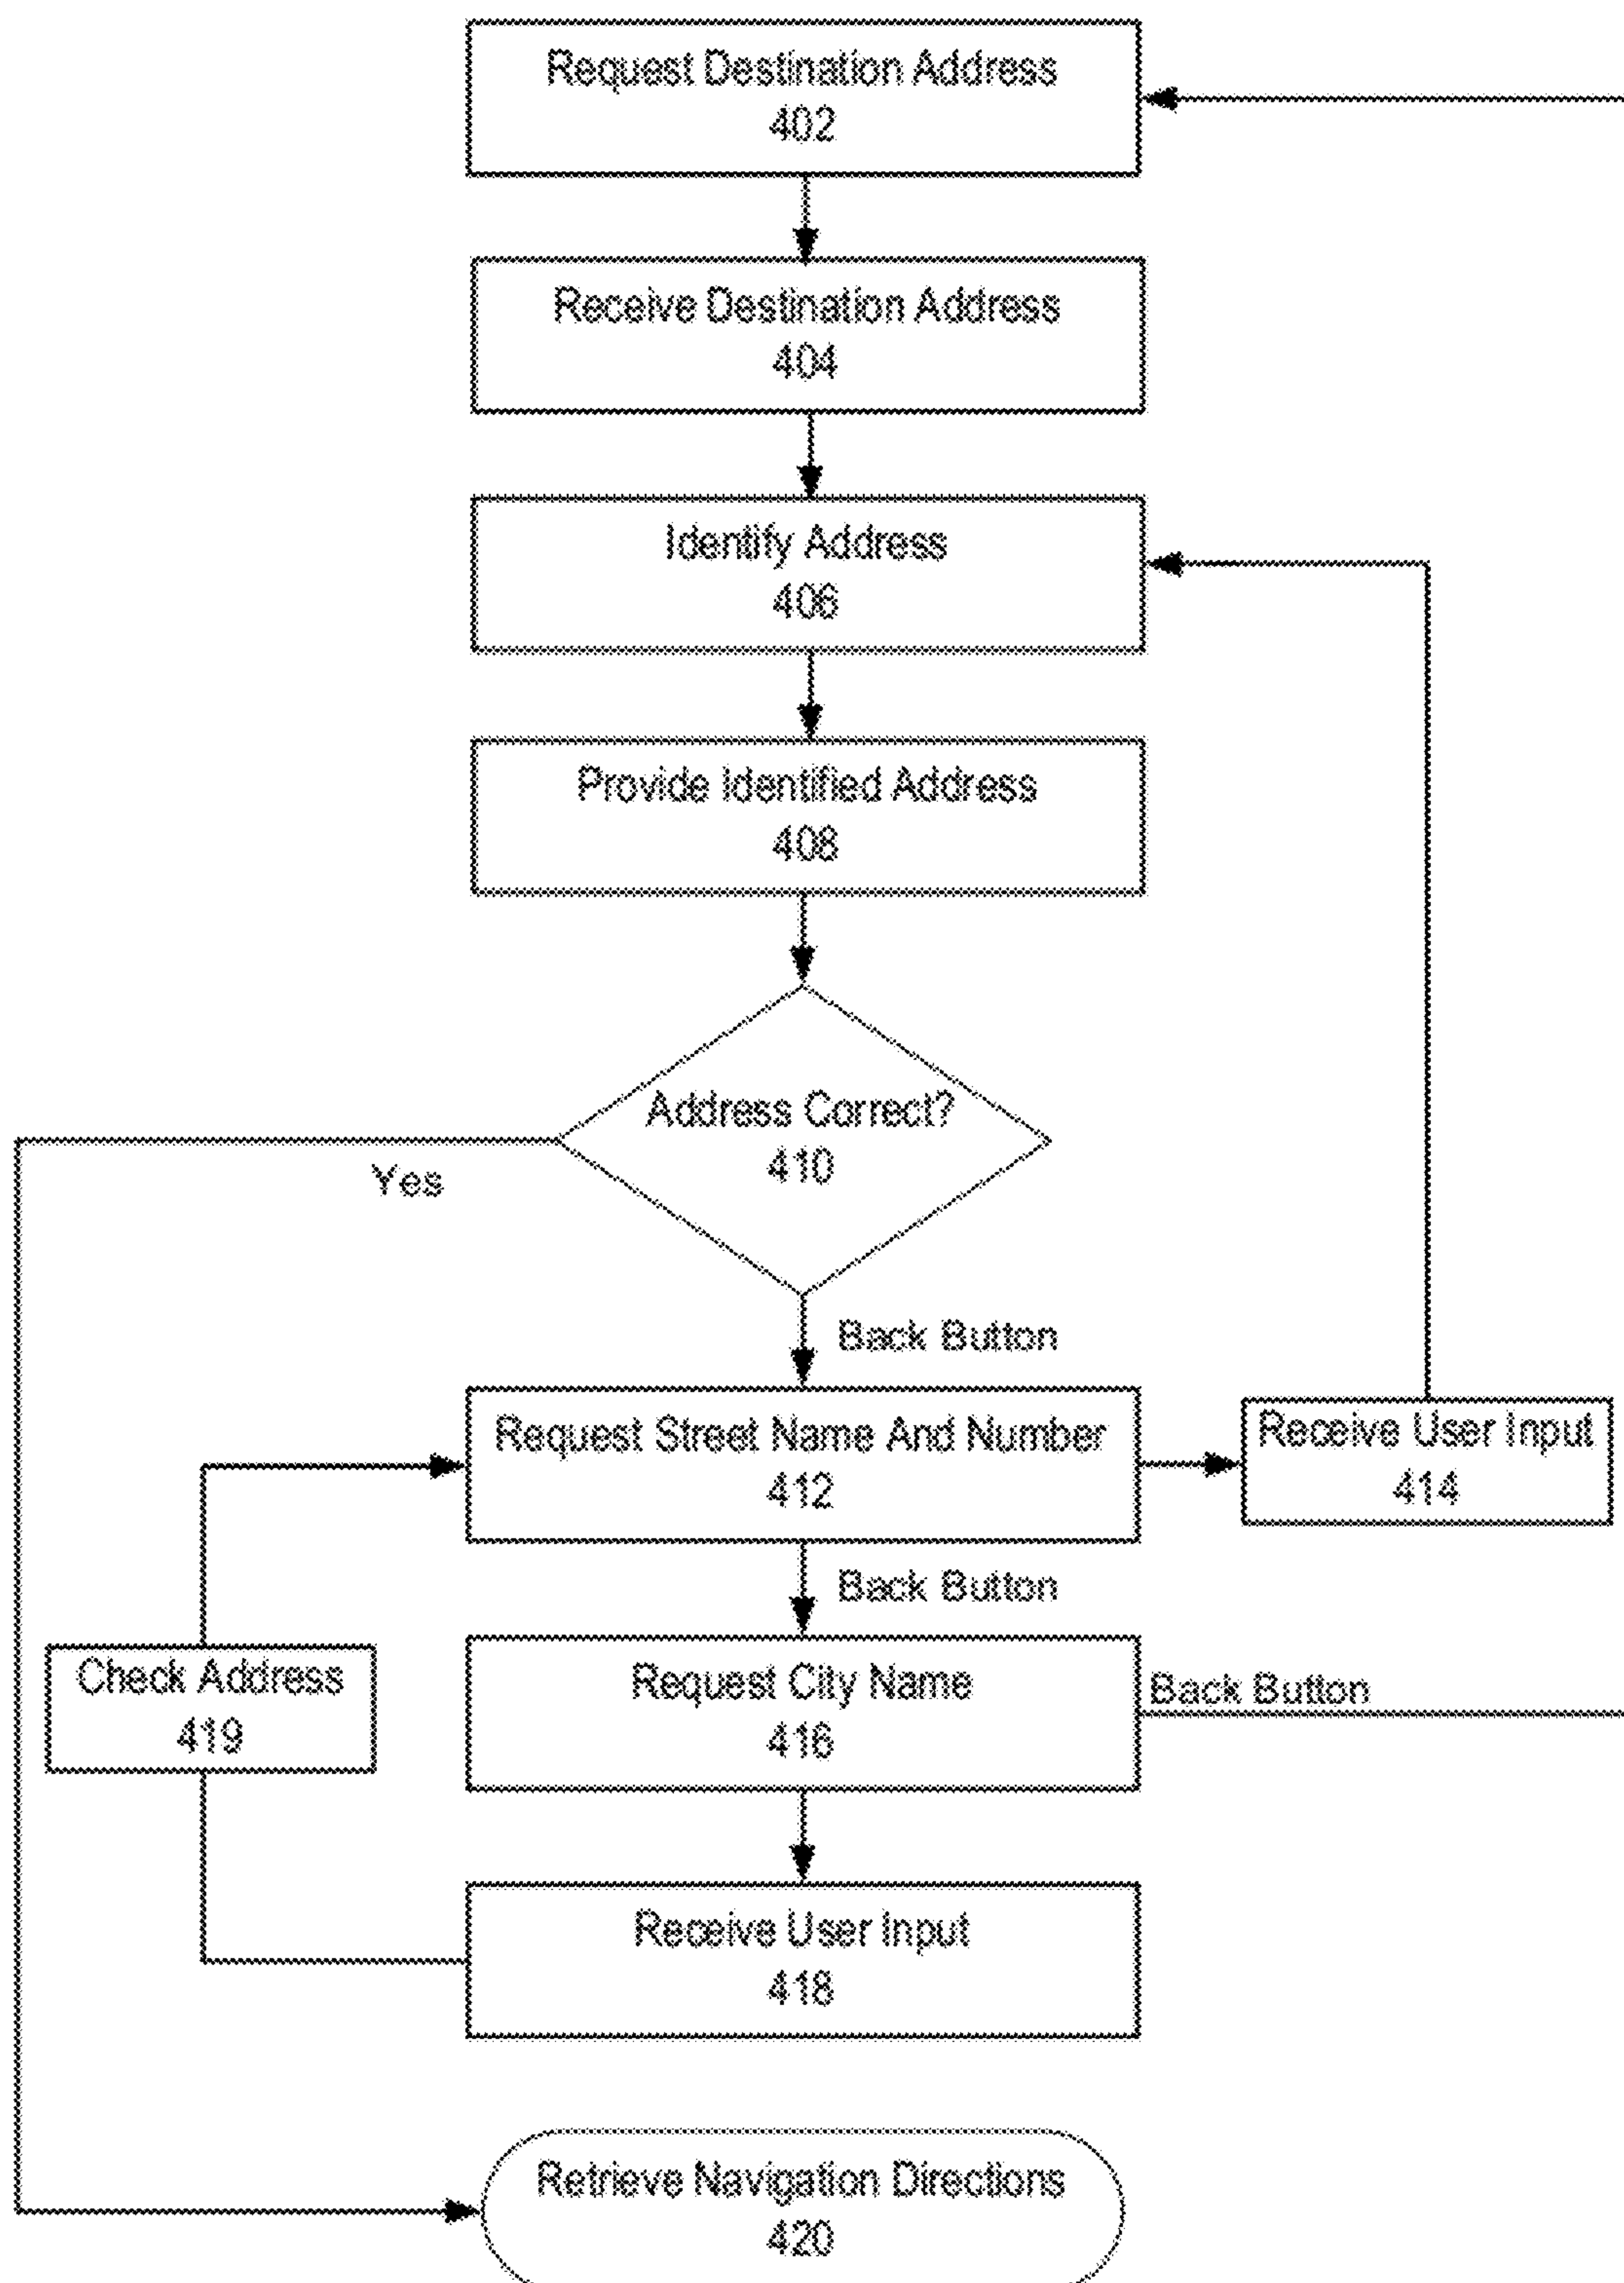 Request Destination Address
402
Receive Destination Address
404
Identify Address
406
Provide Identified Address
408
Address Correct?
410
Yes
Back Button
Request Street Name And Number
412
Receive User Input
414
Back Button
Request City Name
416
Back Button
Check Address
419
Receive User Input
418
Retrieve Navigation Directions
420